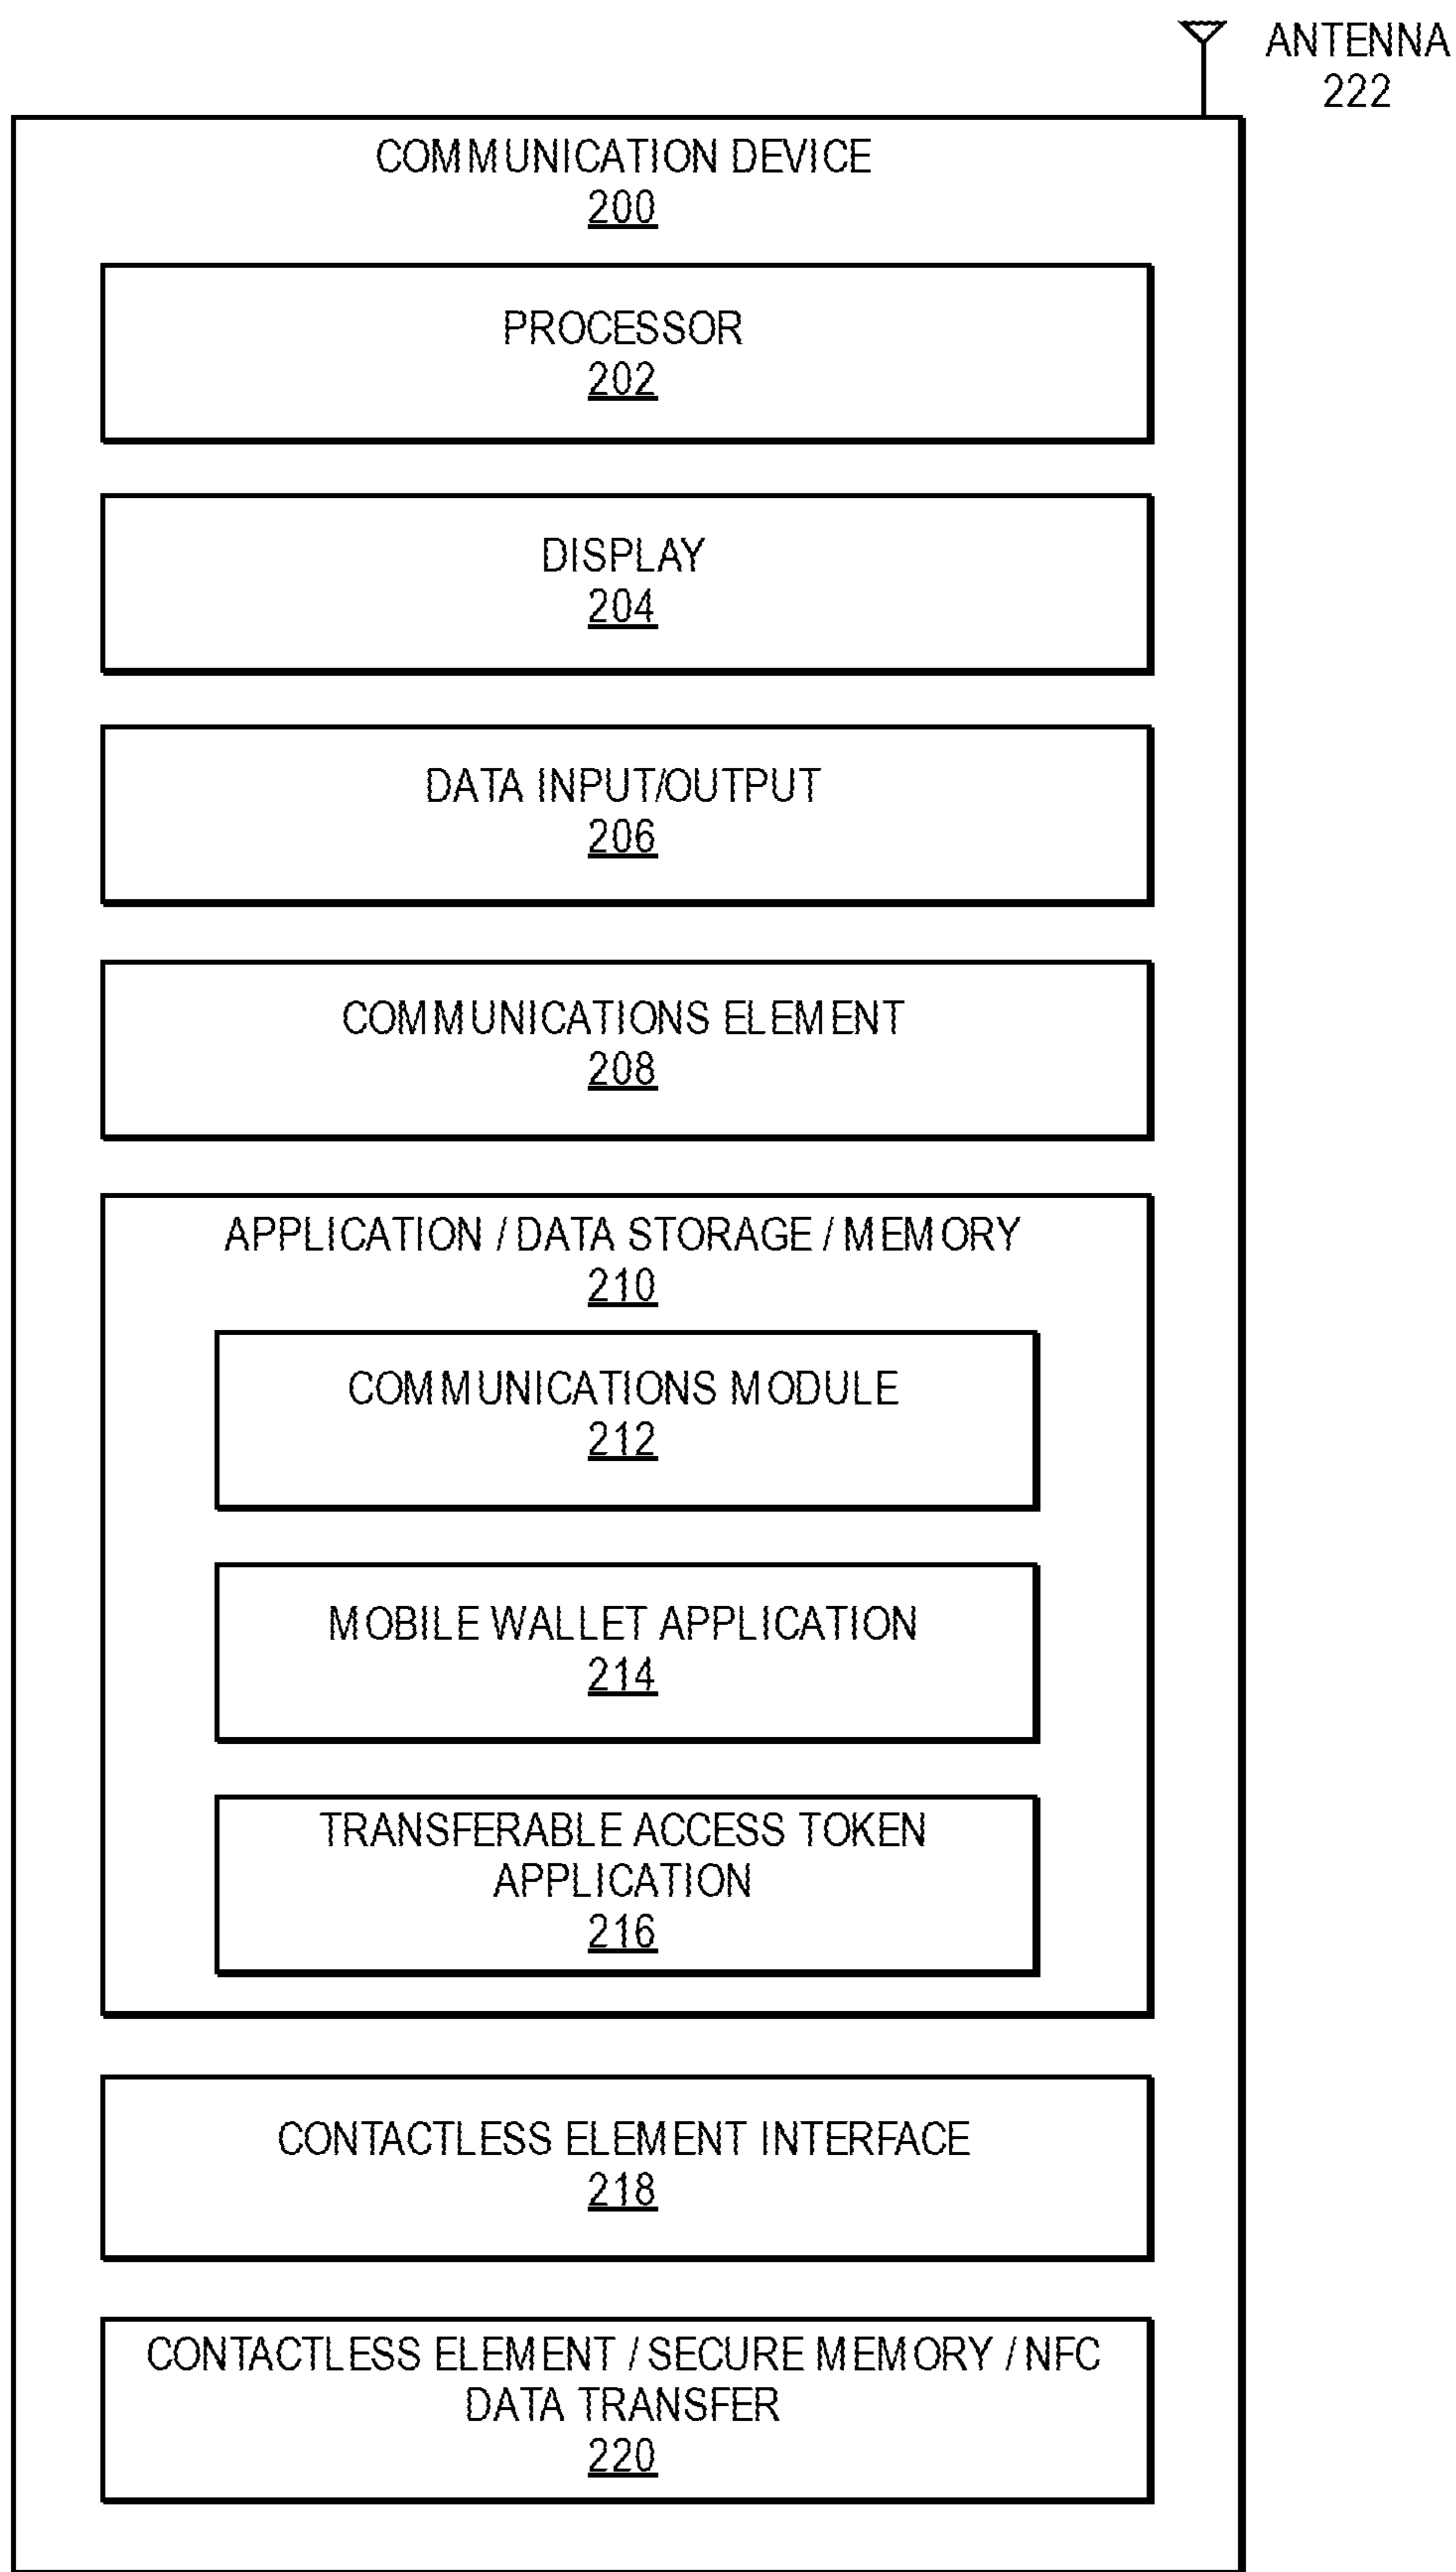 ANTENNA
222
COMMUNICATION DEVICE
200
PROCESSOR
202
DISPLAY
204
DATA INPUT/OUTPUT
206
COMMUNICATIONS ELEMENT
208
APPLICATION / DATA STORAGE / MEMORY
210
COMMUNICATIONS MODULE
212
MOBILE WALLET APPLICATION
214
TRANSFERABLE ACCESS TOKEN
APPLICATION
216
CONTACTLESS ELEMENT INTERFACE
218
CONTACTLESS ELEMENT / SECURE MEMORY / NFC
DATA TRANSFER
220